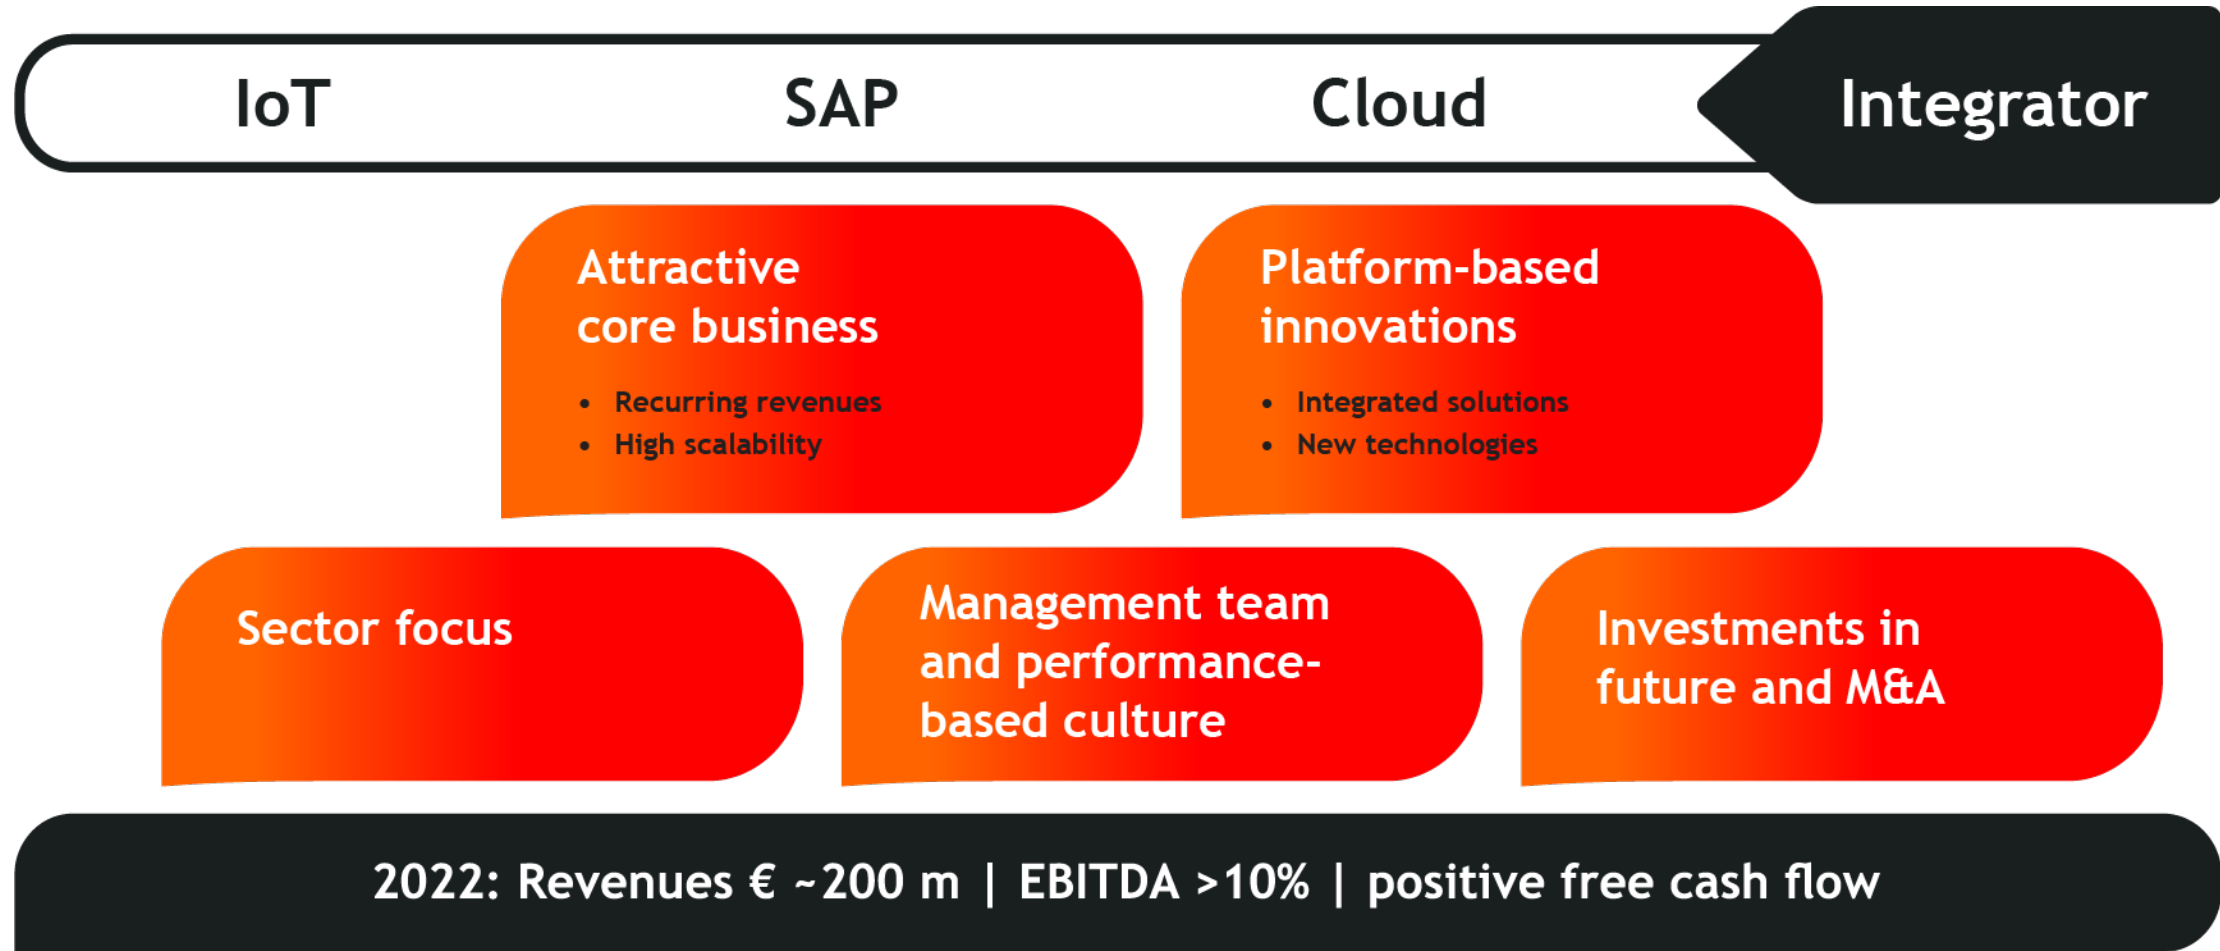 IoT SAP Cloud Integrator
Attractive
core business
• Recurring revenues
• High scalability
Platform-based
innovations
• Integrated solutions
• New technologies
Sector focus
Management team
and performance-
based culture
Investments in
future and M&A
2022: Revenues € ~200 m | EBITDA >10% | positive free cash flow